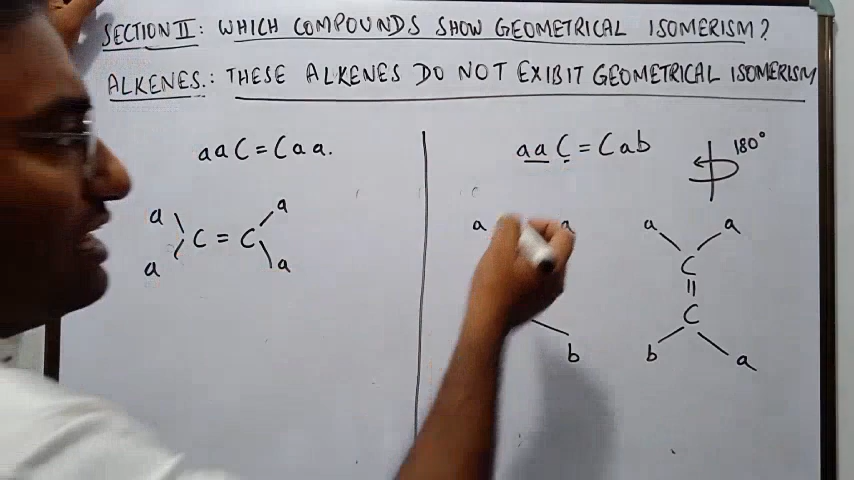 SECTION II: WHICH COMPOUNDS SHOW GEOMETRICAL ISOMERISM?
ALKENES.: THESE ALKENES DO NOT EXIBIT GEOMETRICAL ISOMERISM
aaC=Caa.
a a
C = C
a a
aaC=Cab
180°
a a
b
a a
C
=
C
b a